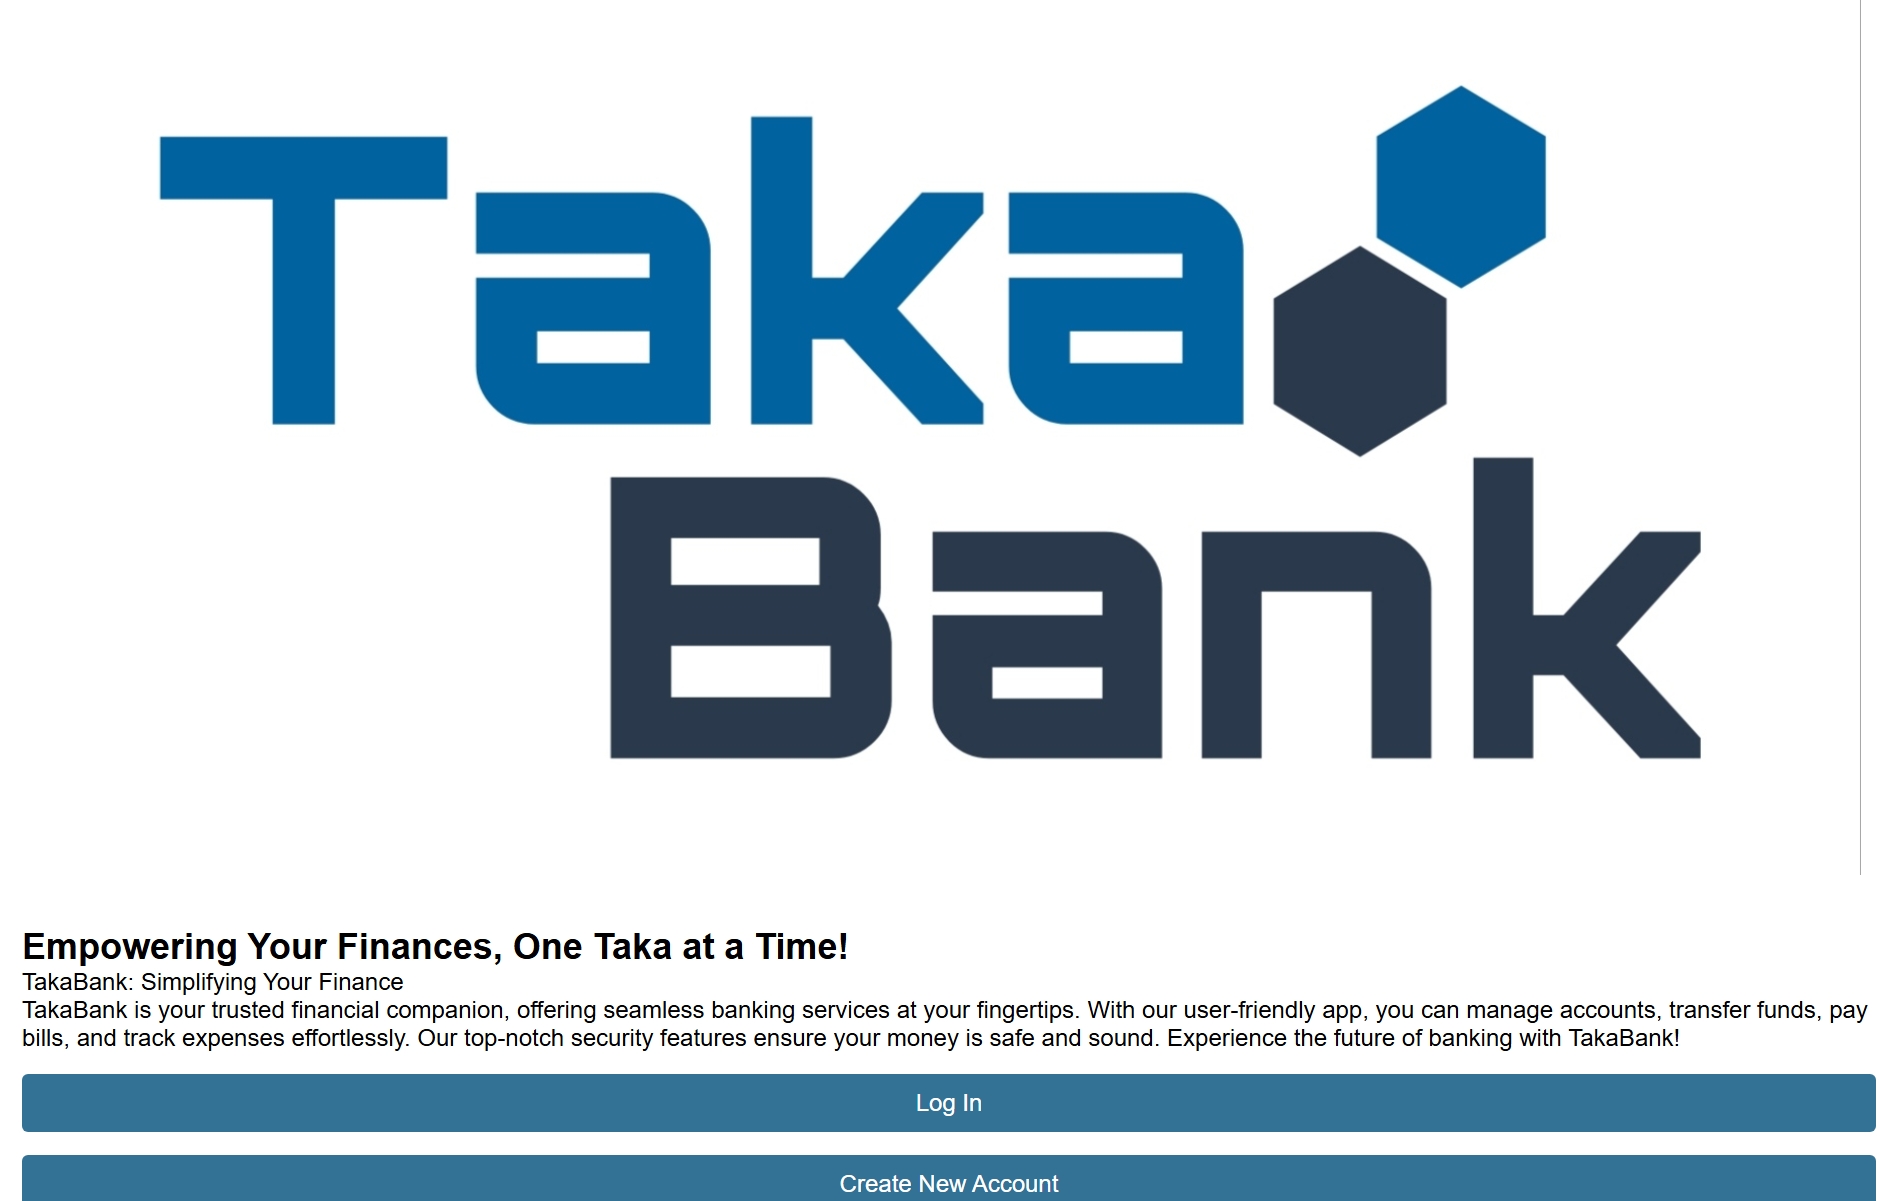 Taka
Bank
Empowering Your Finances, One Taka at a Time!
TakaBank: Simplifying Your Finance
TakaBank is your trusted financial companion, offering seamless banking services at your fingertips. With our user-friendly app, you can manage accounts, transfer funds, pay
bills, and track expenses effortlessly. Our top-notch security features ensure your money is safe and sound. Experience the future of banking with TakaBank!
Log In
Create New Account